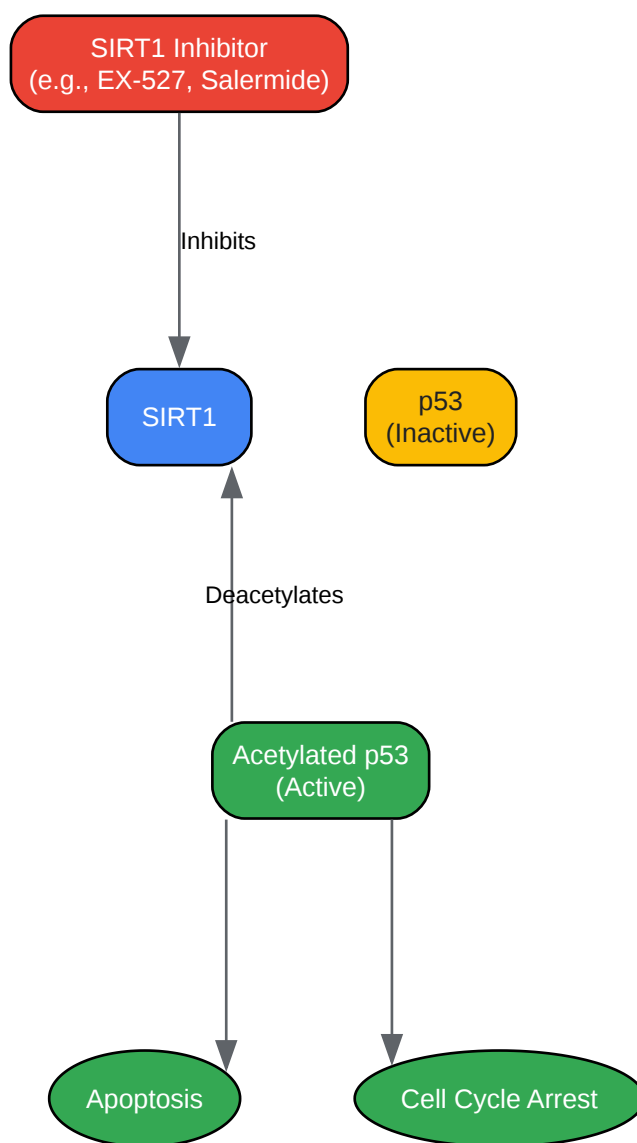 SIRT1 Inhibitor
(e.g., EX-527, Salermide)
Inhibits
SIRT1
p53
(Inactive)
Deacetylates
Acetylated p53
(Active)
Apoptosis
Cell Cycle Arrest